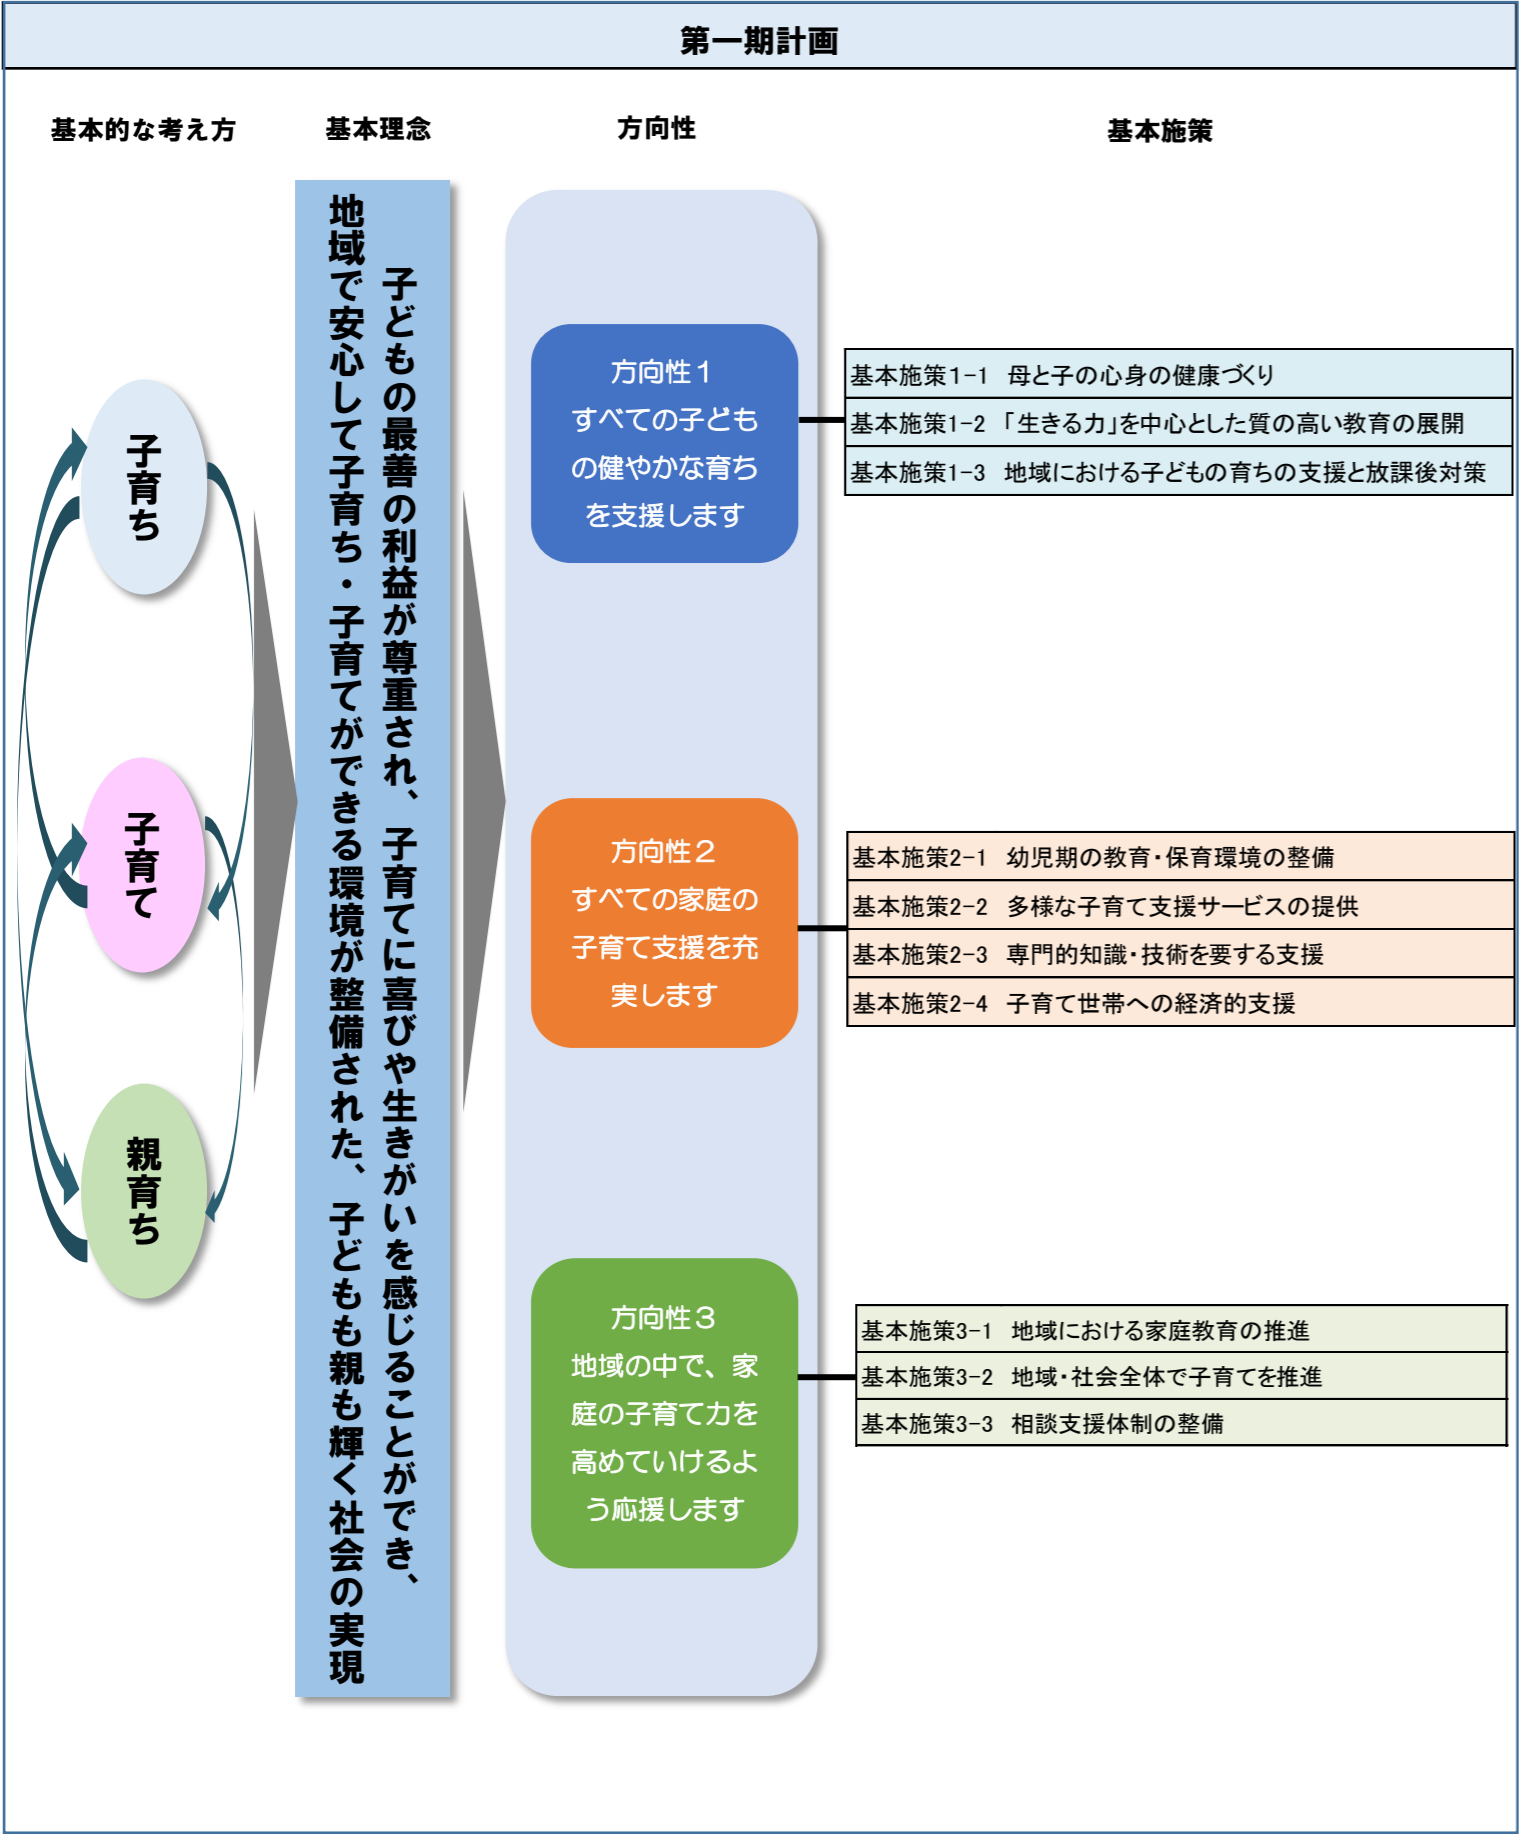 第一期計画
基本的な考え方
基本理念
方向性
基本施策
子育ち
子育て
親育ち
子どもの最善の利益が尊重され、子育てに喜びや生きがいを感じることができ、
地域で安心して子育ち・子育てができる環境が整備された、子どもも親も輝く社会の実現
方向性１
すべての子ども
の健やかな育ち
を支援します
基本施策１-1 母と子の心身の健康づくり
基本施策1-2 「生きる力」を中心とした質の高い教育の展開
基本施策1-3 地域における子どもの育ちの支援と放課後対策
方向性２
すべての家庭の
子育て支援を充
実します
基本施策2-1 幼児期の教育・保育環境の整備
基本施策2-2 多様な子育て支援サービスの提供
基本施策2-3 専門的知識・技術を要する支援
基本施策2-4 子育て世帯への経済的支援
方向性３
地域の中で、家
庭の子育て力を
高めていけるよ
う応援します
基本施策3-1 地域における家庭教育の推進
基本施策3-2 地域・社会全体で子育てを推進
基本施策3-3 相談支援体制の整備